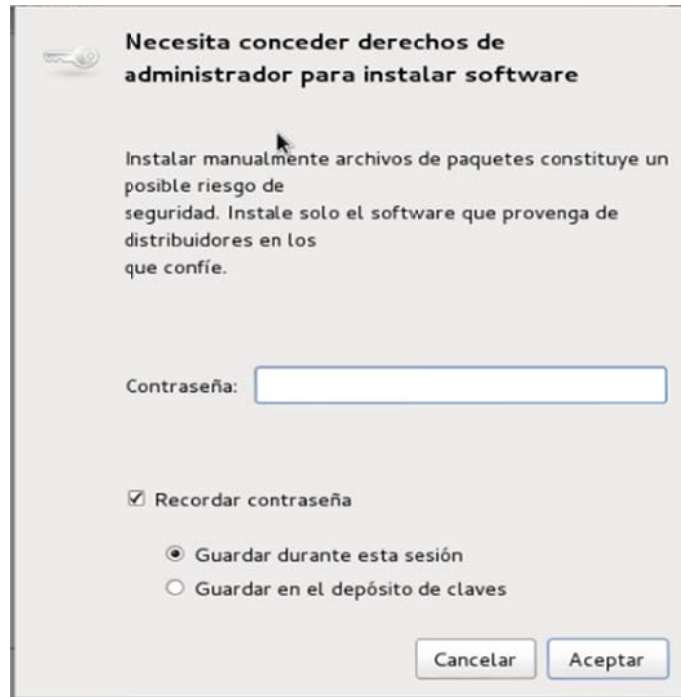 Necesita conceder derechos de
administrador para instalar software
Instalar manualmente archivos de paquetes constituye un
posible riesgo de
seguridad. Instale solo el software que provenga de
distribuidores en los
que confíe.
Contraseña:
Recordar contraseña
Guardar durante esta sesión
Guardar en el depósito de claves
Cancelar Aceptar